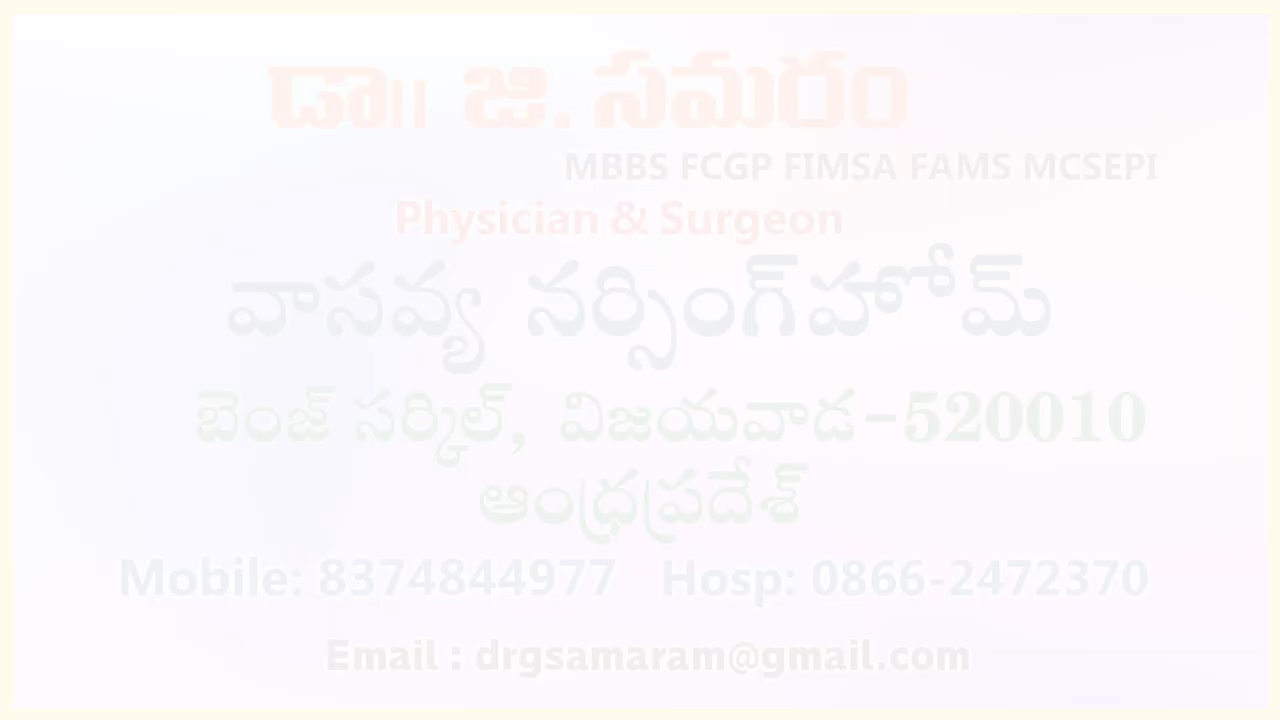 డా।। జి. సమరం
MBBS FCGP FIMSA FAMS MCSEPI
Physician & Surgeon
వాసవ్య నర్సింగ్‌హోమ్
బెంజ్ సర్కిల్, విజయవాడ-520010
ఆంధ్రప్రదేశ్
Mobile: 8374844977 Hosp: 0866-2472370
Email : drgsamaram@gmail.com